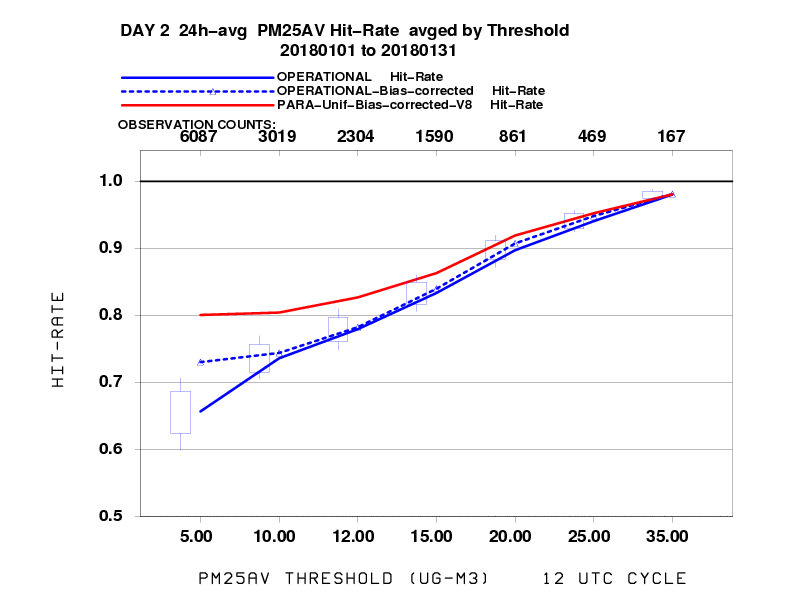 DAY 2 24h-avg PM25AV Hit-Rate avged by Threshold
20180101 to 20180131
OPERATIONAL Hit-Rate
OPERATIONAL-Bias-corrected Hit-Rate
PARA-Unif-Bias-corrected-V8 Hit-Rate
OBSERVATION COUNTS:
6087 3019 2304 1590 861 469 167
1.0
0.9
0.8
0.7
0.6
0.5
HIT-RATE
5.00 10.00 12.00 15.00 20.00 25.00 35.00
PM25AV THRESHOLD (UG-M3) 12 UTC CYCLE